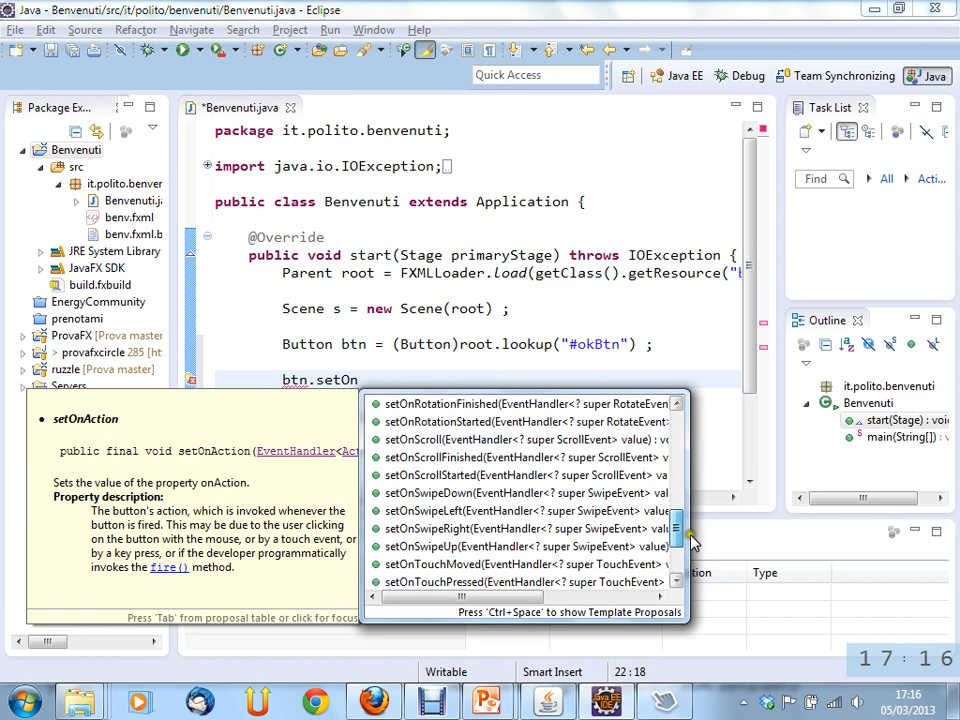 Java - Benvenuti/src/it/polito/benvenuti/Benvenuti.java - Eclipse
File Edit Source Refactor Navigate Search Project Run Window Help
Quick Access
Java EE Debug Team Synchronizing Java
Package Ex...
Benvenuti
src
it.polito.benver
Benvenuti.ja
benv.fxml
benv.fxml.b
JRE System Library
JavaFX SDK
build.fxbuild
EnergyCommunity
prenotami
ProvaFX [Prova master
provafxcircle 285 [ht
ruzzle [Prova master
Servers
*Benvenuti.java
package it.polito.benvenuti;
import java.io.IOException;
public class Benvenuti extends Application {
@Override
public void start(Stage primaryStage) throws IOException {
Parent root = FXMLLoader.load(getClass().getResource("b
Scene s = new Scene(root) ;
Button btn = (Button)root.lookup("#okBtn") ;
btn.setOn
setOnAction
public final void setOnAction(EventHandler<Act
Sets the value of the property onAction.
Property description:
The button's action, which is invoked whenever the
button is fired. This may be due to the user clicking
on the button with the mouse, or by a touch event, or
by a key press, or if the developer programmatically
invokes the fire() method.
Press 'Tab' from proposal table or click for focus
setOnRotationFinished(EventHandler<? super RotateEven
setOnRotationStarted(EventHandler<? super RotateEvent
setOnScroll(EventHandler<? super ScrollEvent> value) : vo
setOnScrollFinished(EventHandler<? super ScrollEvent> v
setOnScrollStarted(EventHandler<? super ScrollEvent> va
setOnSwipeDown(EventHandler<? super SwipeEvent> val
setOnSwipeLeft(EventHandler<? super SwipeEvent> value
setOnSwipeRight(EventHandler<? super SwipeEvent> valu
setOnSwipeUp(EventHandler<? super SwipeEvent> value)
setOnTouchMoved(EventHandler<? super TouchEvent> v
setOnTouchPressed(EventHandler<? super TouchEvent>
Press 'Ctrl+Space' to show Template Proposals
Task List
Find All Acti...
Outline
it.polito.benvenuti
Benvenuti
start(Stage) : voi
main(String[]) : v
Type
Writable Smart Insert 22 : 18
17:16
17:16
05/03/2013